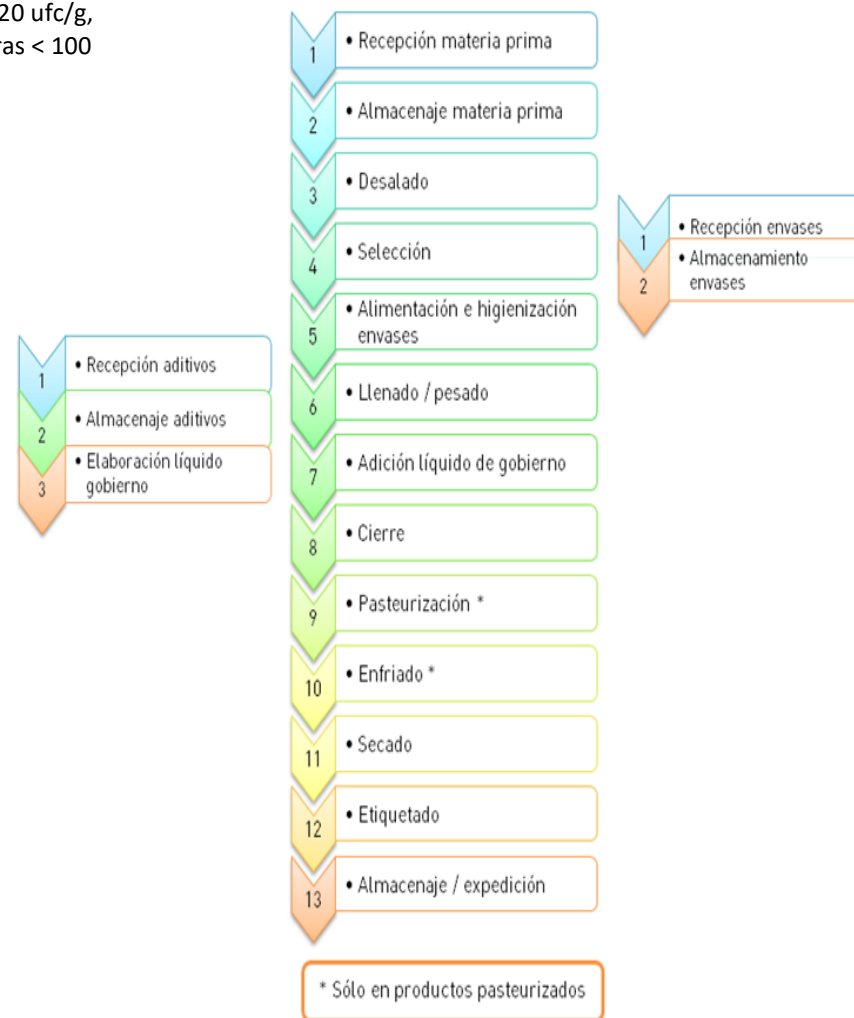 20 ufc/g,
ras < 100
1
• Recepción materia prima
2
• Almacenaje materia prima
3
• Desalado
4
• Selección
5
• Alimentación e higienización
envases
6
• Llenado / pesado
7
• Adición líquido de gobierno
8
• Cierre
9
• Pasteurización *
10
• Enfriado *
11
• Secado
12
• Etiquetado
13
• Almacenaje / expedición
* Sólo en productos pasteurizados
1
• Recepción aditivos
2
• Almacenaje aditivos
3
• Elaboración líquido
gobierno
1
• Recepción envases
2
• Almacenamiento
envases